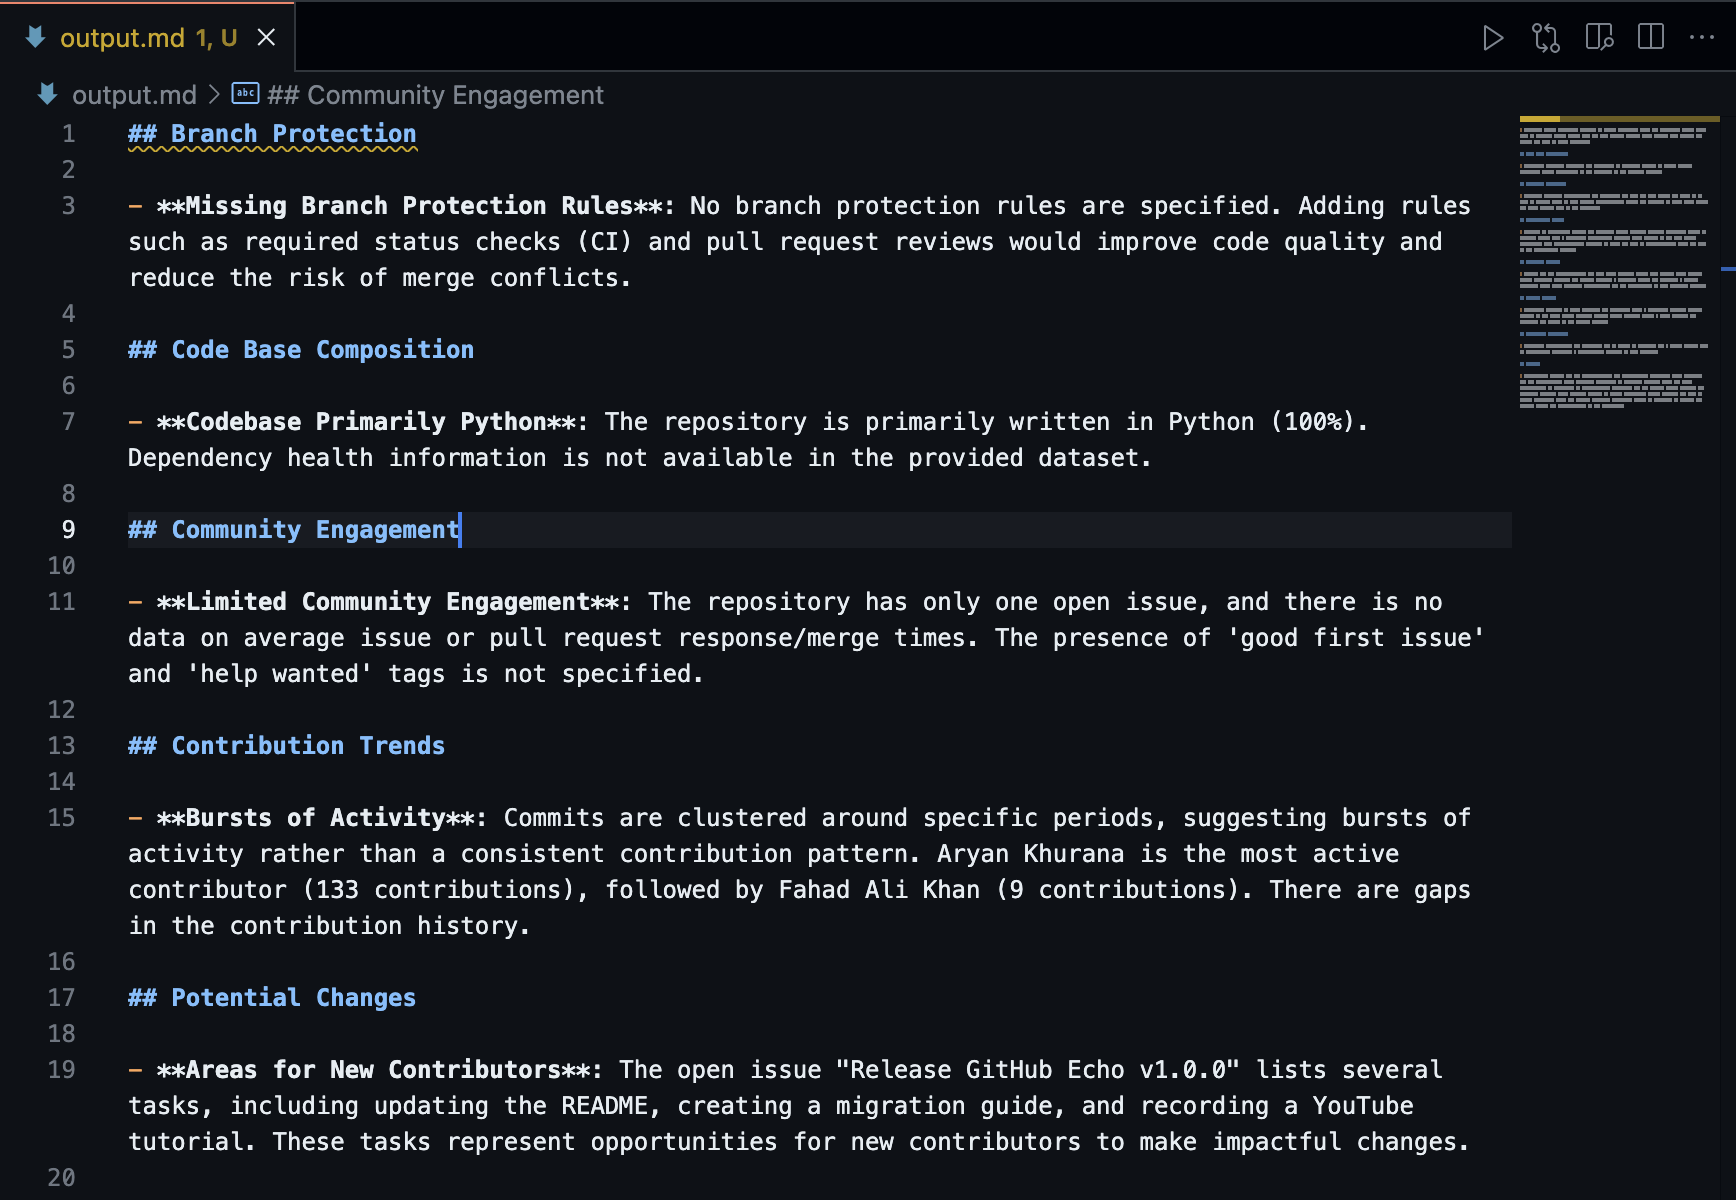 output.md 1, U
output.md > abc ## Community Engagement
1 ## Branch Protection
2
3 - **Missing Branch Protection Rules**: No branch protection rules are specified. Adding rules
such as required status checks (CI) and pull request reviews would improve code quality and
reduce the risk of merge conflicts.
4
5 ## Code Base Composition
6
7 - **Codebase Primarily Python**: The repository is primarily written in Python (100%).
Dependency health information is not available in the provided dataset.
8
9 ## Community Engagement
10
11 - **Limited Community Engagement**: The repository has only one open issue, and there is no
data on average issue or pull request response/merge times. The presence of 'good first issue'
and 'help wanted' tags is not specified.
12
13 ## Contribution Trends
14
15 - **Bursts of Activity**: Commits are clustered around specific periods, suggesting bursts of
activity rather than a consistent contribution pattern. Aryan Khurana is the most active
contributor (133 contributions), followed by Fahad Ali Khan (9 contributions). There are gaps
in the contribution history.
16
17 ## Potential Changes
18
19 - **Areas for New Contributors**: The open issue "Release GitHub Echo v1.0.0" lists several
tasks, including updating the README, creating a migration guide, and recording a YouTube
tutorial. These tasks represent opportunities for new contributors to make impactful changes.
20